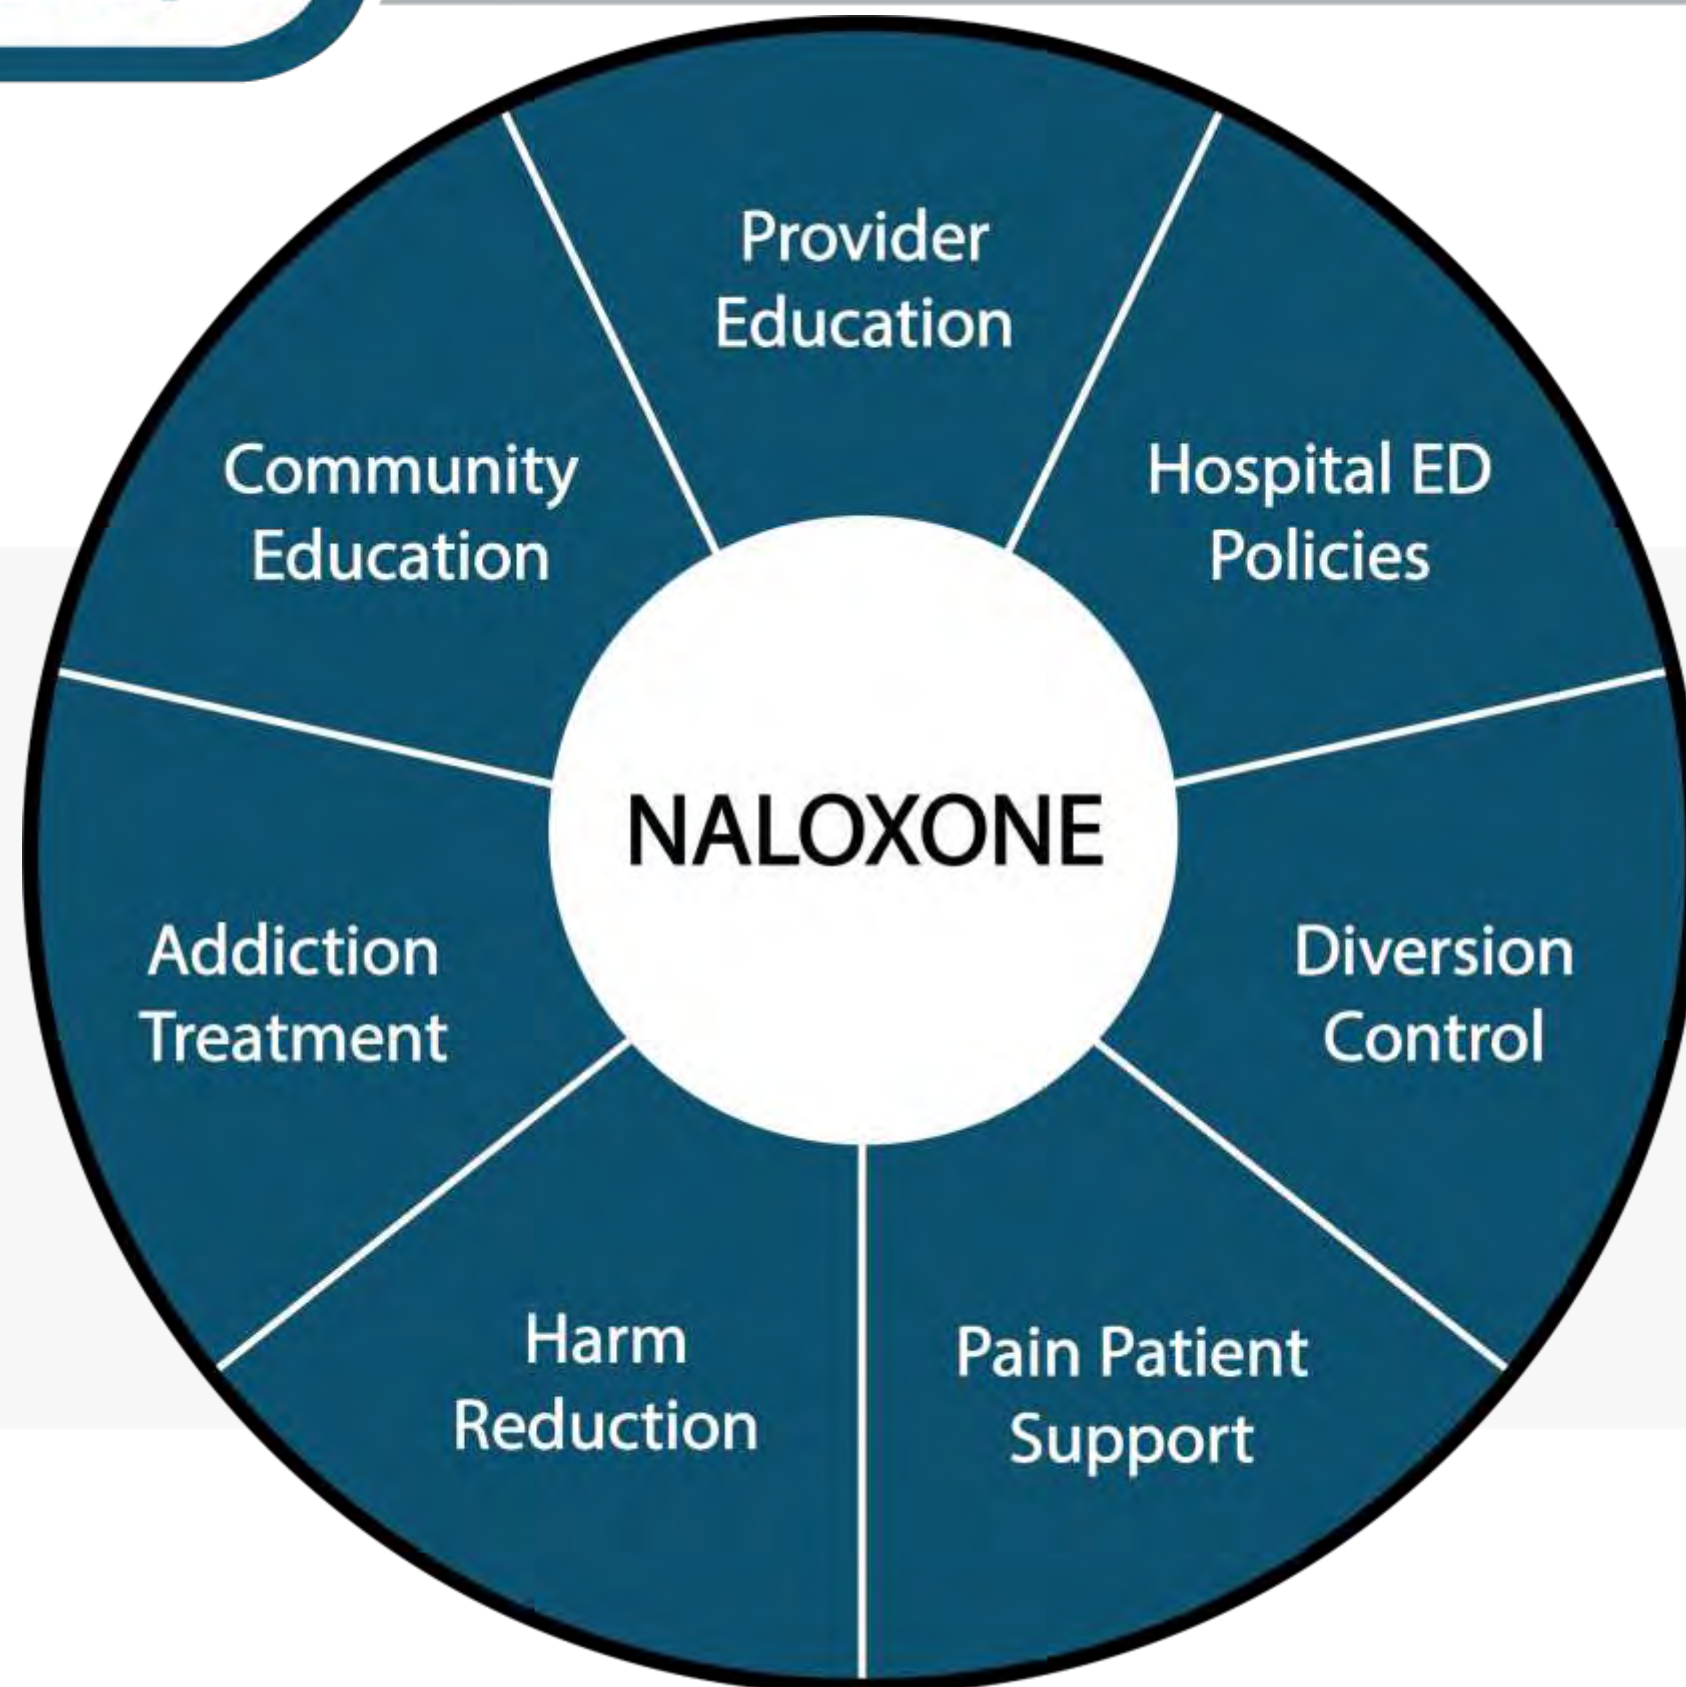 Provider
Education
Community
Education
Hospital ED
Policies
NALOXONE
Addiction
Treatment
Diversion
Control
Harm
Reduction
Pain Patient
Support